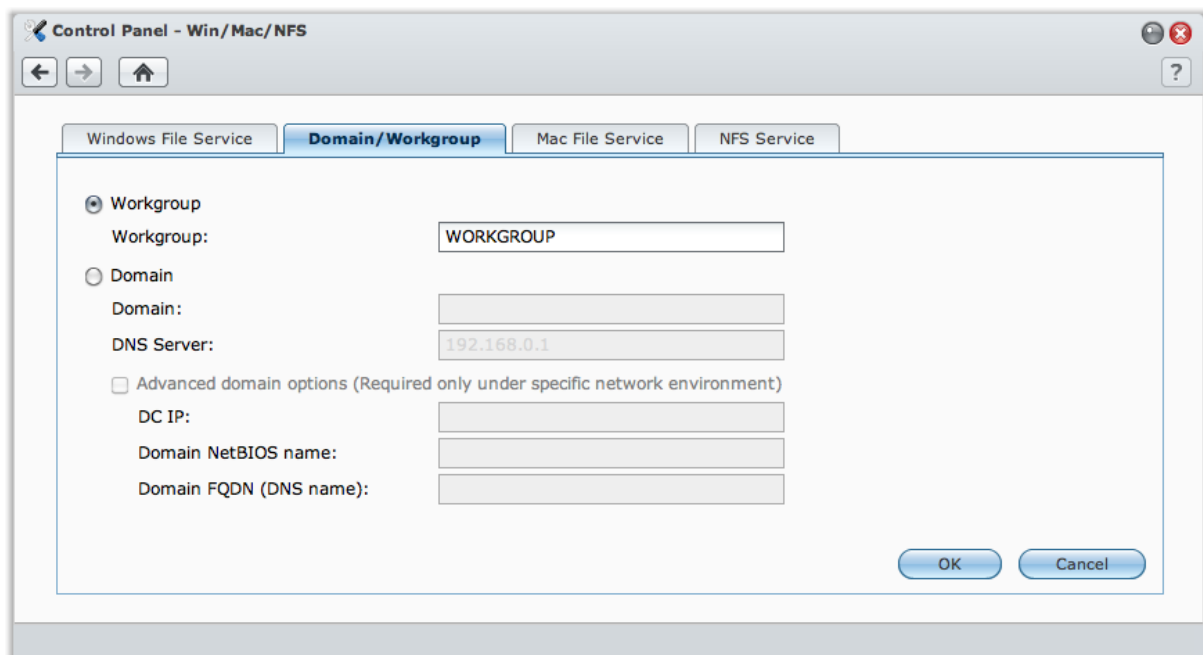 Control Panel - Win/Mac/NFS
?
Windows File Service Domain/Workgroup Mac File Service NFS Service
Workgroup
Workgroup: WORKGROUP
Domain
Domain:
DNS Server: 192.168.0.1
Advanced domain options (Required only under specific network environment)
DC IP:
Domain NetBIOS name:
Domain FQDN (DNS name):
OK Cancel